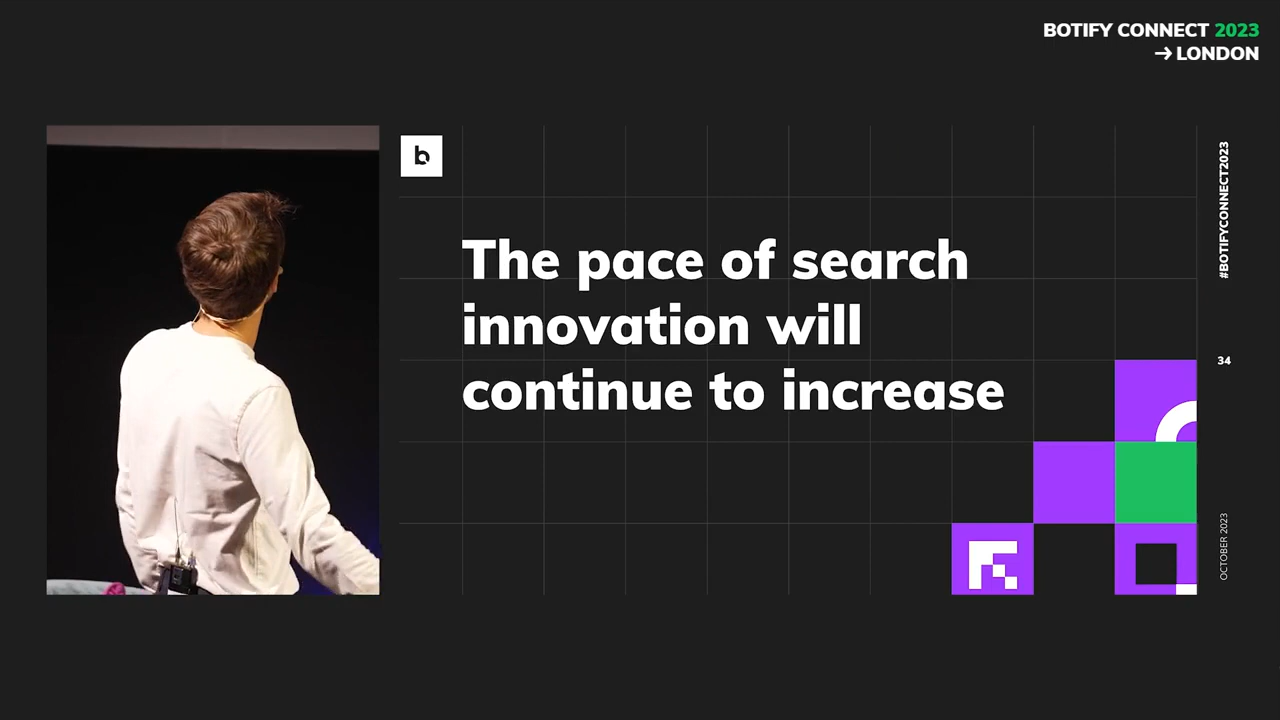 BOTIFY CONNECT 2023
→ LONDON
b
The pace of search
innovation will
continue to increase
#BOTIFYCONNECT2023
34
OCTOBER 2023